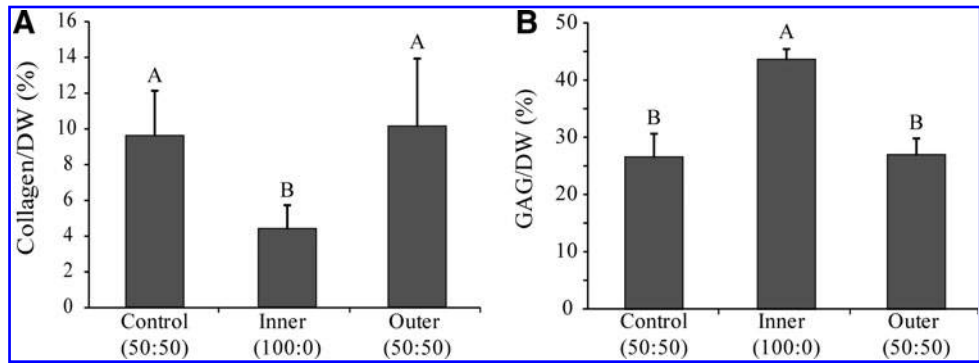 A
Collagen/DW (%)
16
14
12
10
8
6
4
2
0
A
B
A
Control
(50:50)
Inner
(100:0)
Outer
(50:50)
B
GAG/DW (%)
50
40
30
20
10
0
B
A
B
Control
(50:50)
Inner
(100:0)
Outer
(50:50)